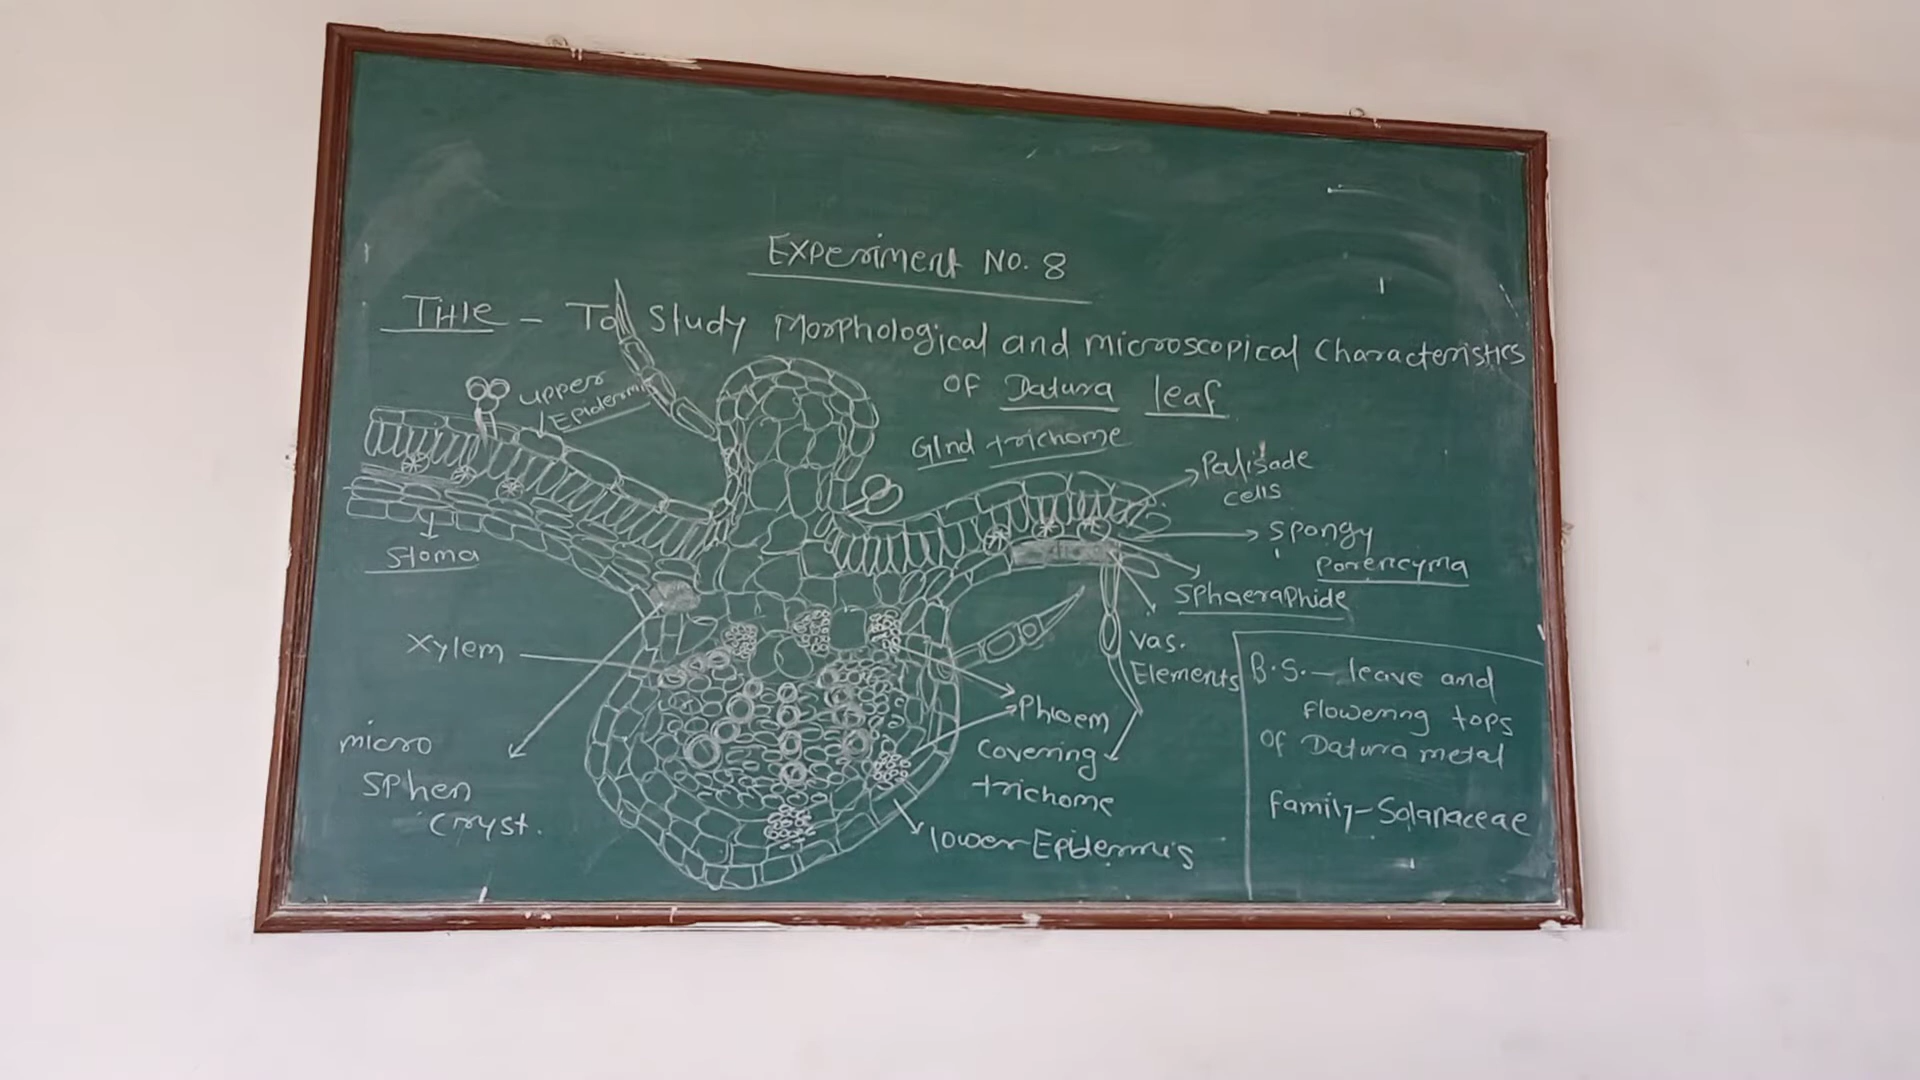 Experiment No. 8
Title - To Study Morphological and microscopical characteristics
of Datura leaf
upper
Epidermis
Glnd trichome
Palisade
cells
Spongy
Parencyma
Sphaeraphide
Stoma
Xylem
vas.
Elements
Phloem
covering
trichome
lower Epidermis
micro
sphen
cryst.
B.S. - leave and
flowering tops
of Datura metal
family - Solanaceae